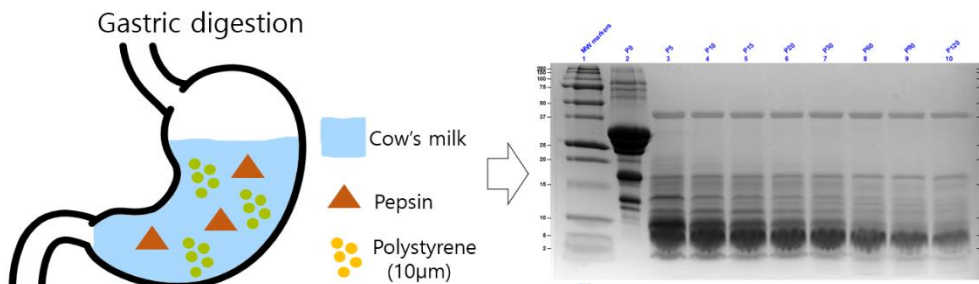 Gastric digestion
Cow's milk
Pepsin
Polystyrene
(10μm)
MW markers
P0
P5
P10
P15
P20
P30
P60
P90
P120
1
2
3
4
5
6
7
8
9
10
250
150
100
75
50
37
25
20
15
10
5
2